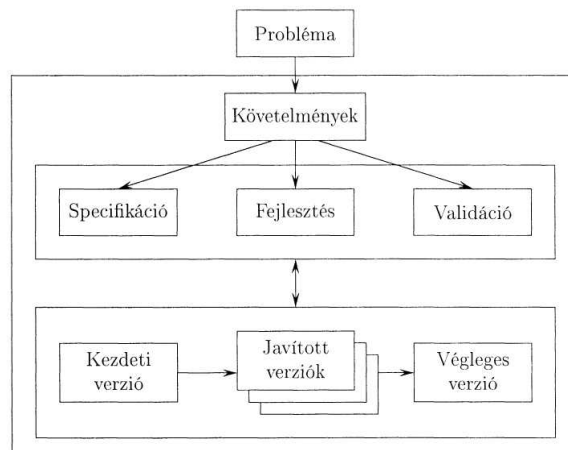 Probléma
Követelmények
Specifikáció
Fejlesztés
Validáció
Kezdeti
verzió
Javított
verziók
Végleges
verzió